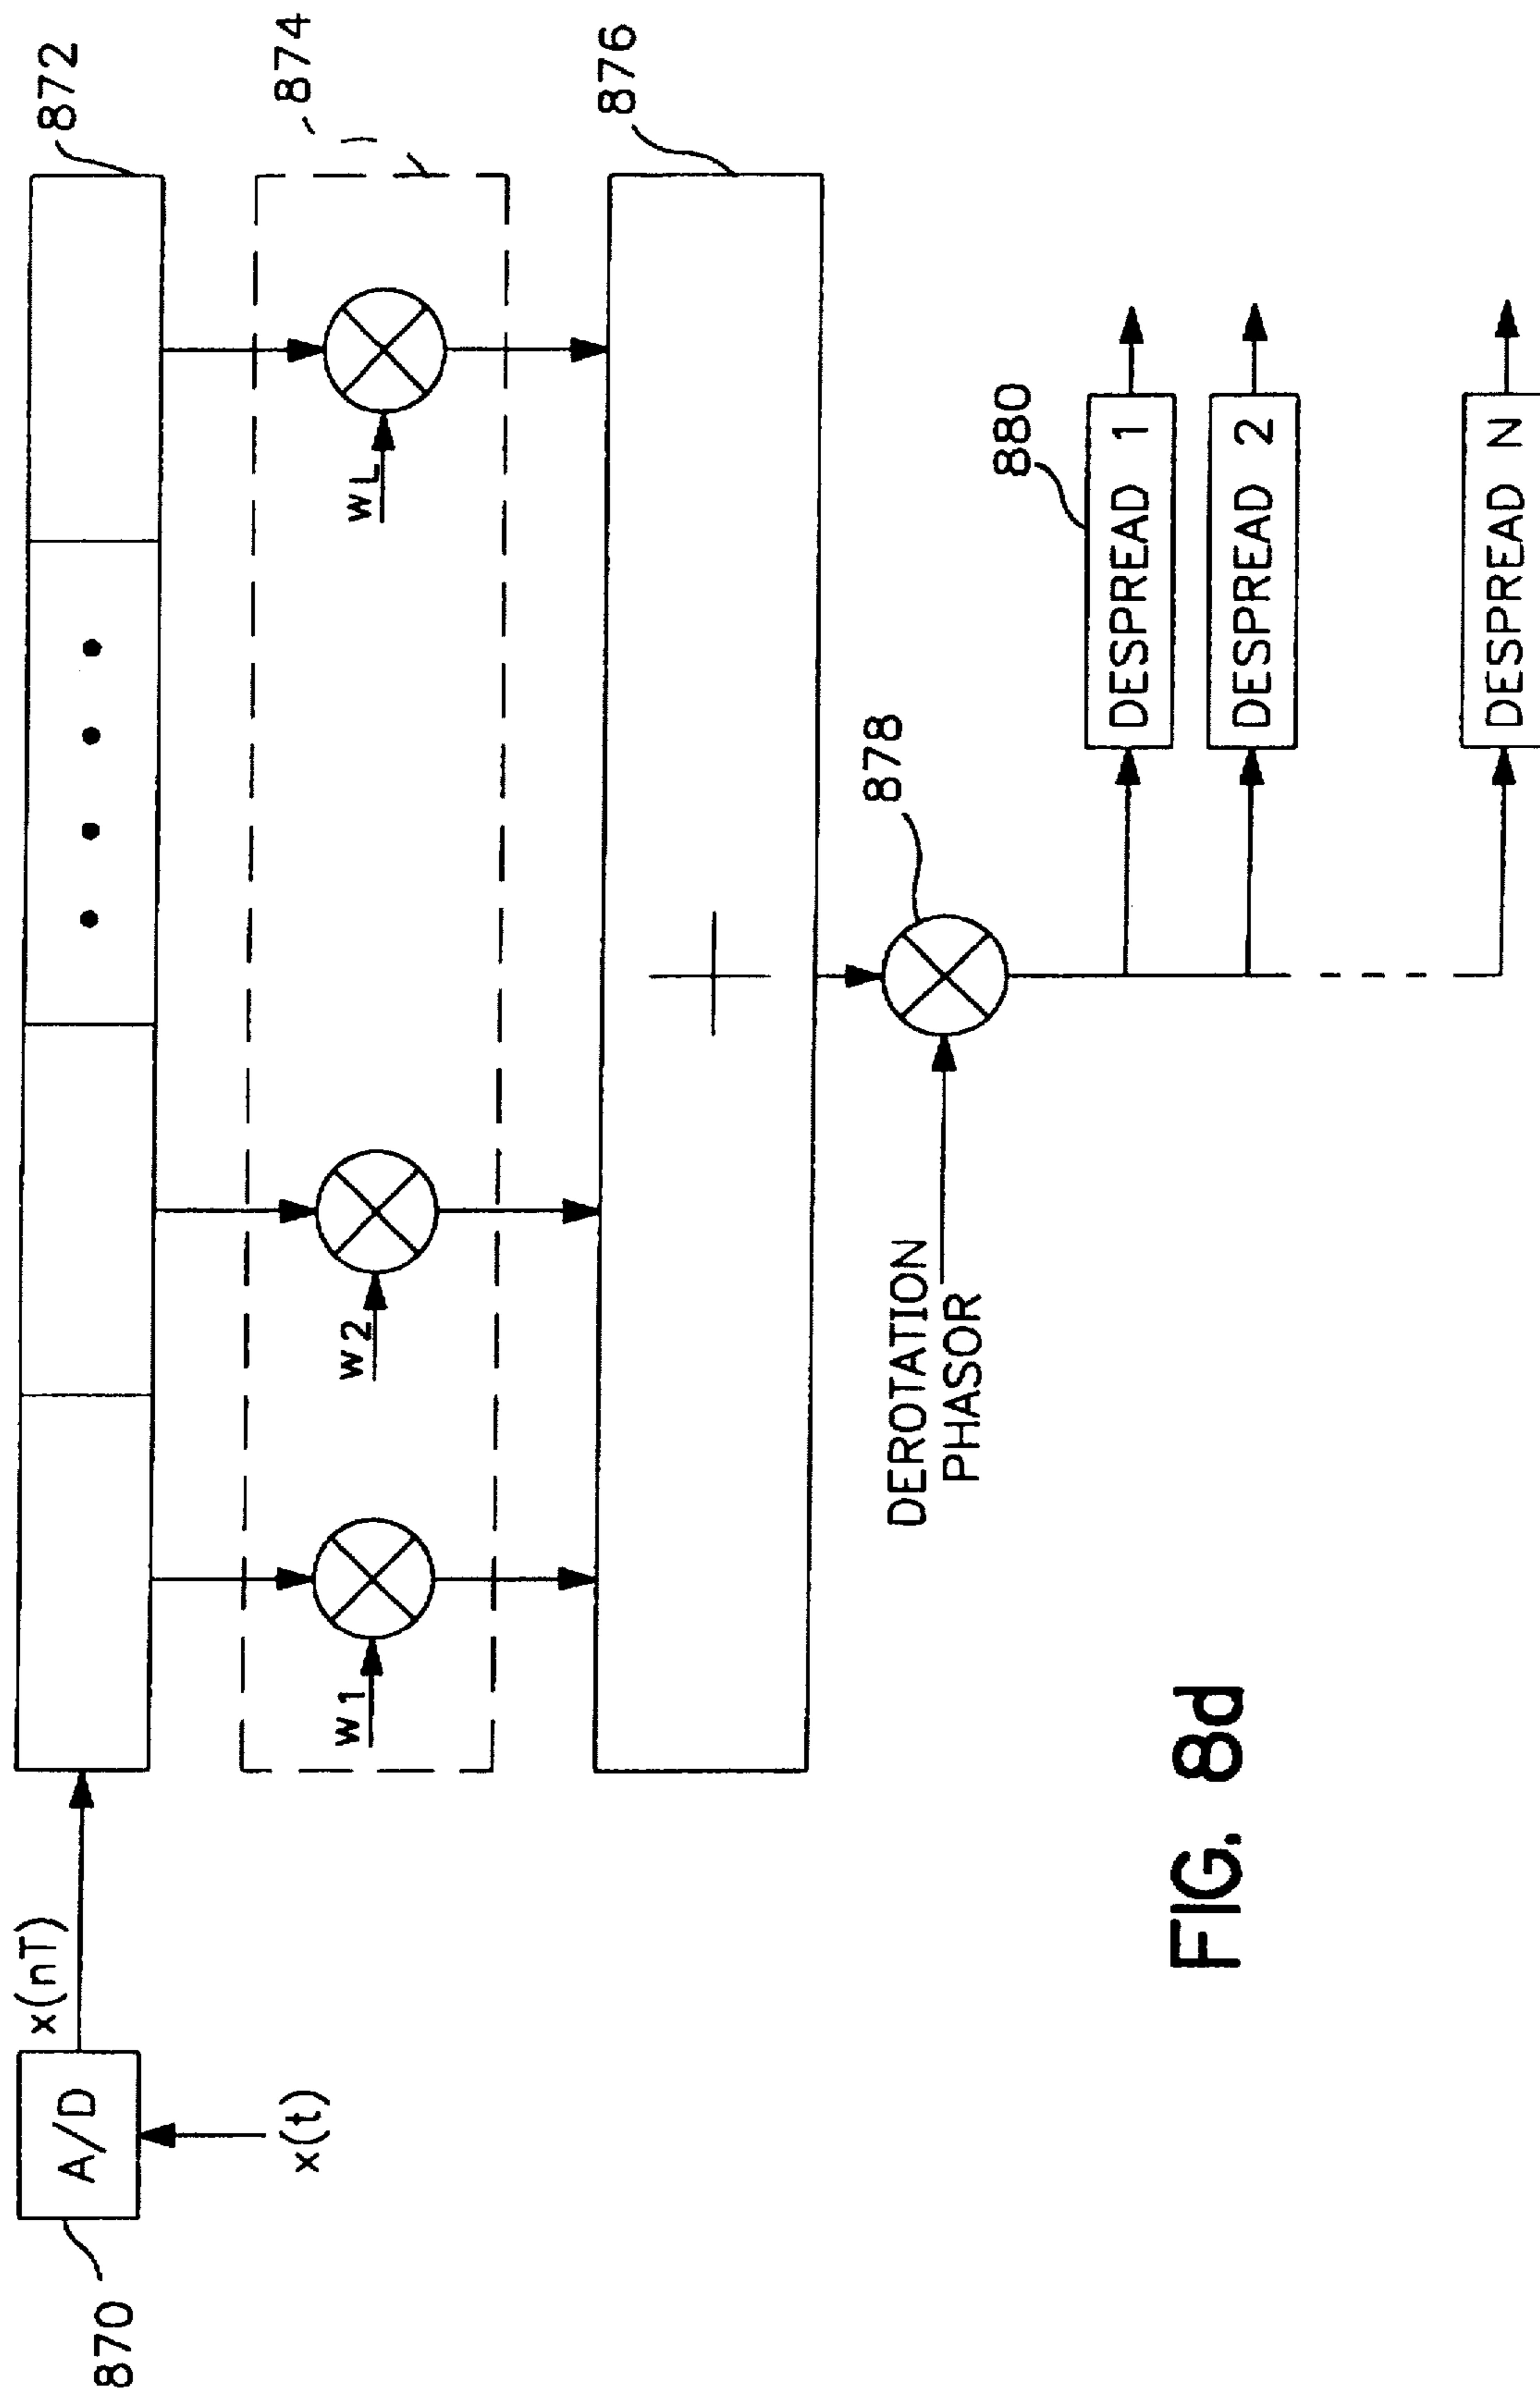 870
A/D
x(t)
x(nT)
872
874
w1
w2
wL
876
+
DEROTATION
PHASOR
878
880
DESPREAD 1
DESPREAD 2
DESPREAD N
FIG. 8d